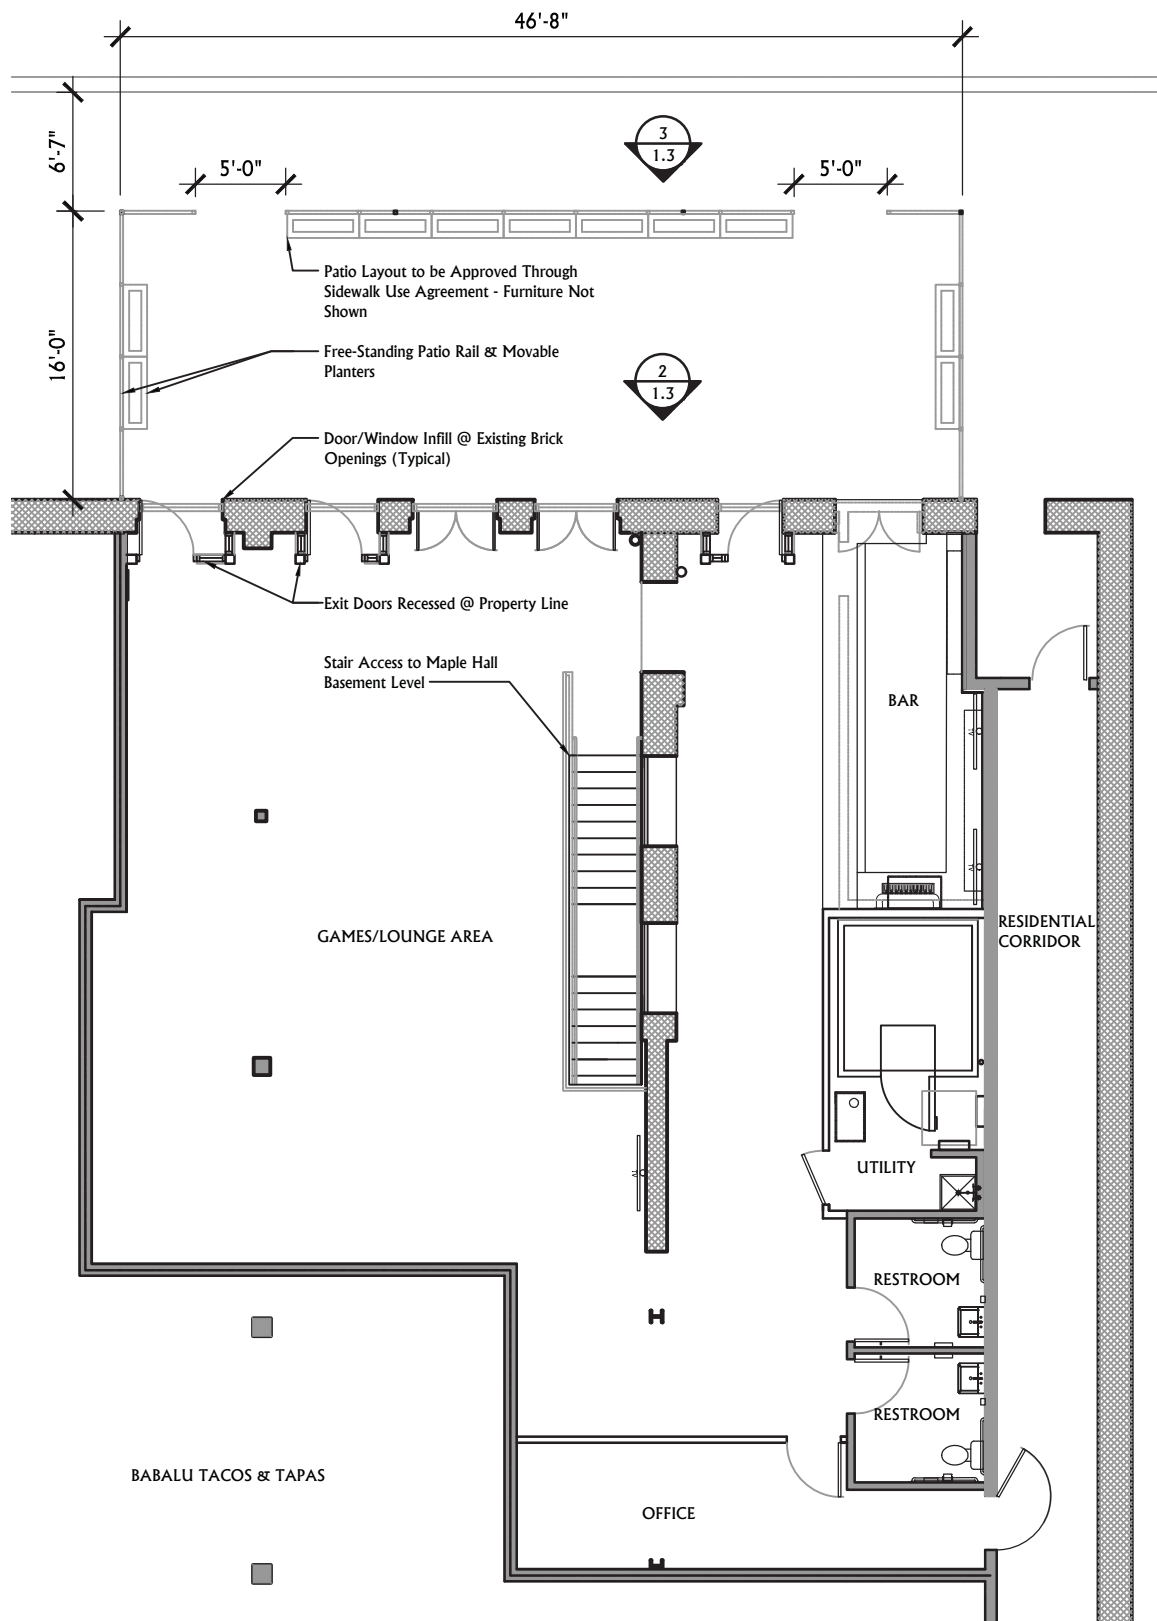 46'-8"
6'-7"
3
1.3
5'-0"
5'-0"
Patio Layout to be Approved Through
Sidewalk Use Agreement - Furniture Not
Shown
16'-0"
Free-Standing Patio Rail & Movable
Planters
2
1.3
Door/Window Infill @ Existing Brick
Openings (Typical)
Exit Doors Recessed @ Property Line
Stair Access to Maple Hall
Basement Level
BAR
TV
TV
GAMES/LOUNGE AREA
RESIDENTIAL
CORRIDOR
UTILITY
TV
RESTROOM
RESTROOM
BABALU TACOS & TAPAS
OFFICE